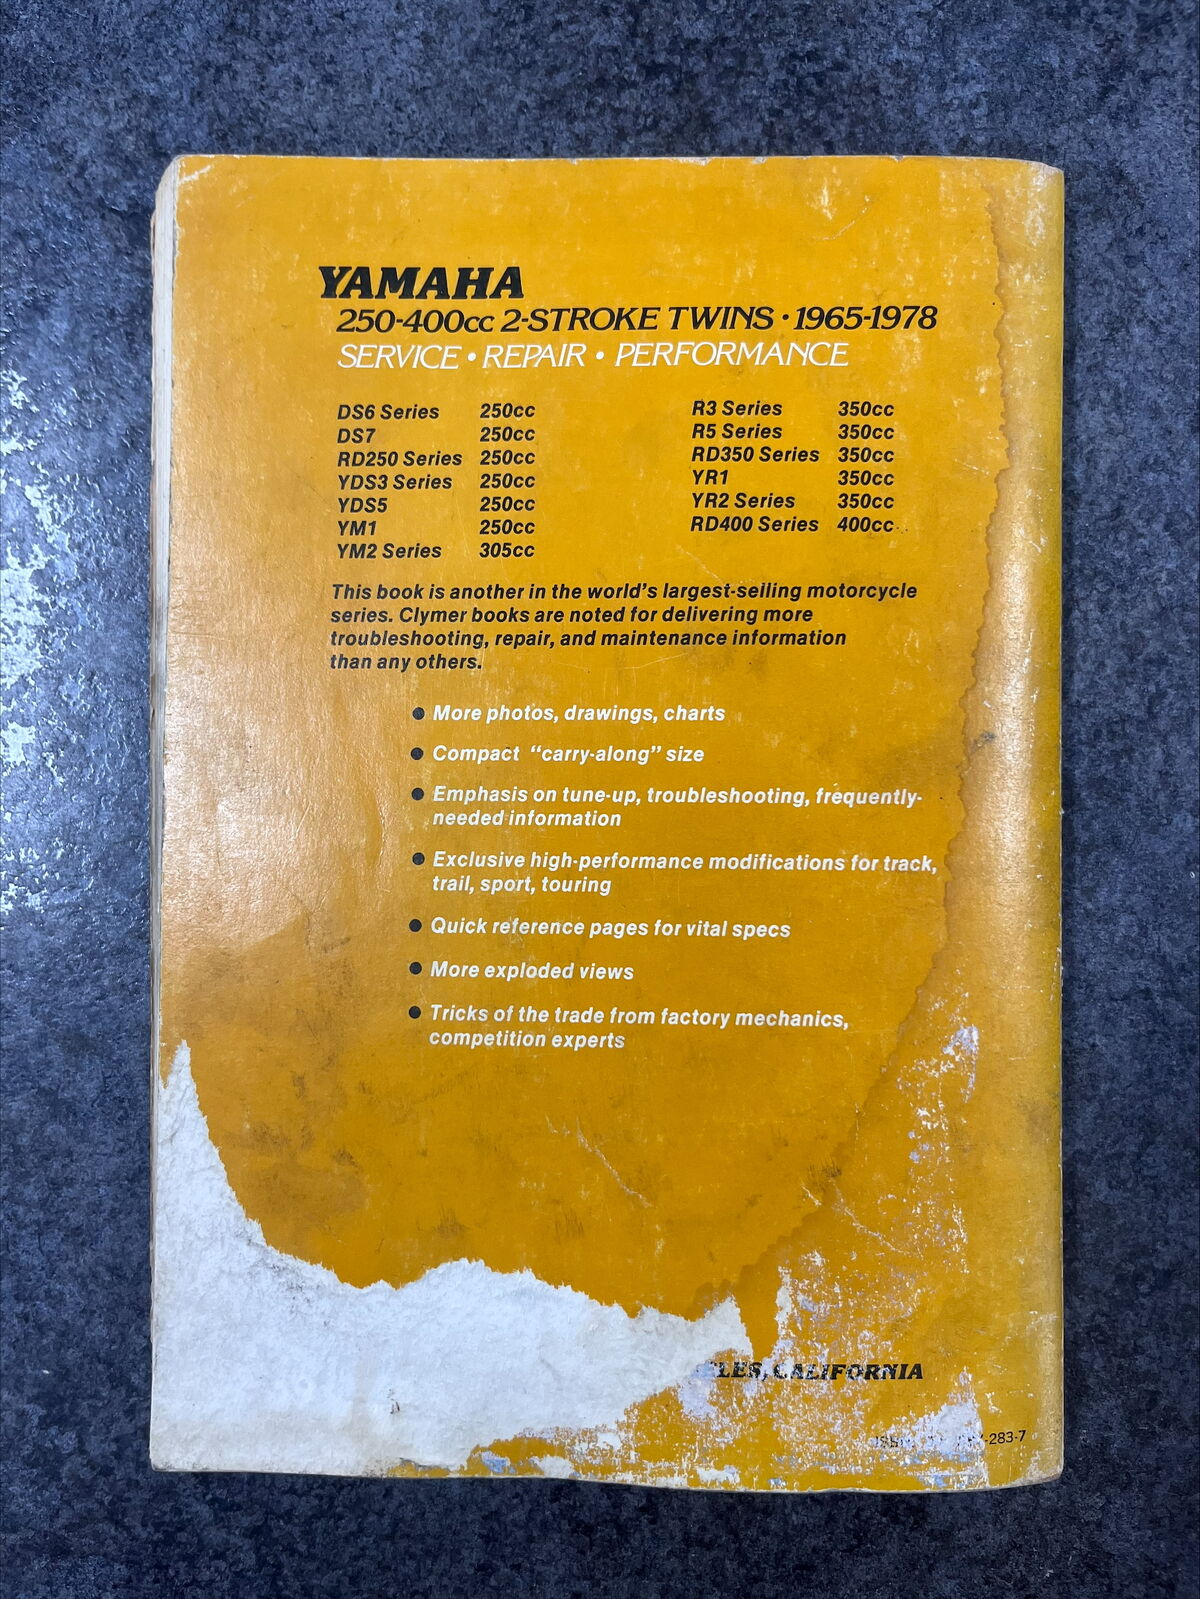 YAMAHA
250-400cc 2-STROKE TWINS • 1965-1978
SERVICE • REPAIR • PERFORMANCE
DS6 Series 250cc
DS7 250cc
RD250 Series 250cc
YDS3 Series 250cc
YDS5 250cc
YM1 250cc
YM2 Series 305cc
R3 Series 350cc
R5 Series 350cc
RD350 Series 350cc
YR1 350cc
YR2 Series 350cc
RD400 Series 400cc
This book is another in the world's largest-selling motorcycle
series. Clymer books are noted for delivering more
troubleshooting, repair, and maintenance information
than any others.
● More photos, drawings, charts
● Compact "carry-along" size
● Emphasis on tune-up, troubleshooting, frequently-
needed information
● Exclusive high-performance modifications for track,
trail, sport, touring
● Quick reference pages for vital specs
● More exploded views
● Tricks of the trade from factory mechanics,
competition experts
CALIFORNIA
-283-7